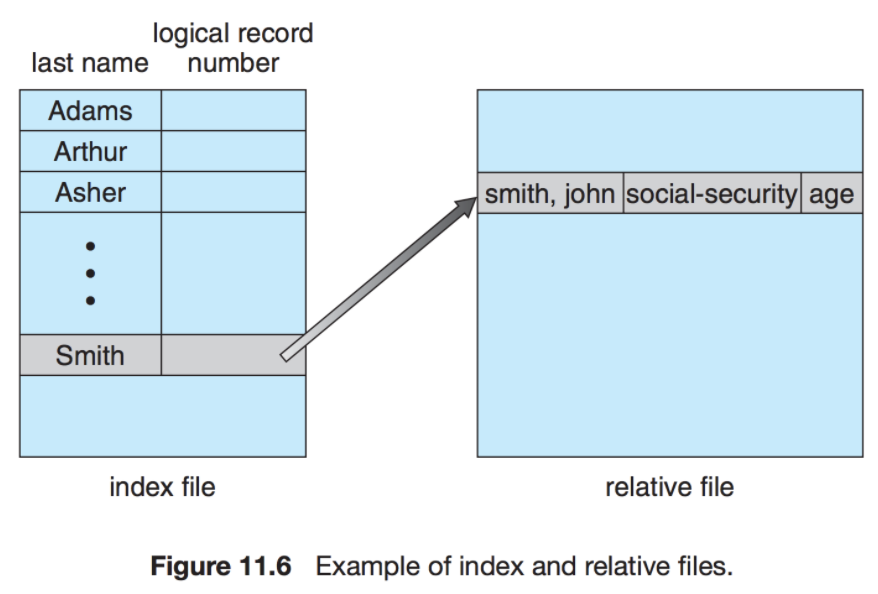 last name
logical record
number
Adams
Arthur
Asher
Smith
smith, john social-security age
index file
relative file
Figure 11.6 Example of index and relative files.